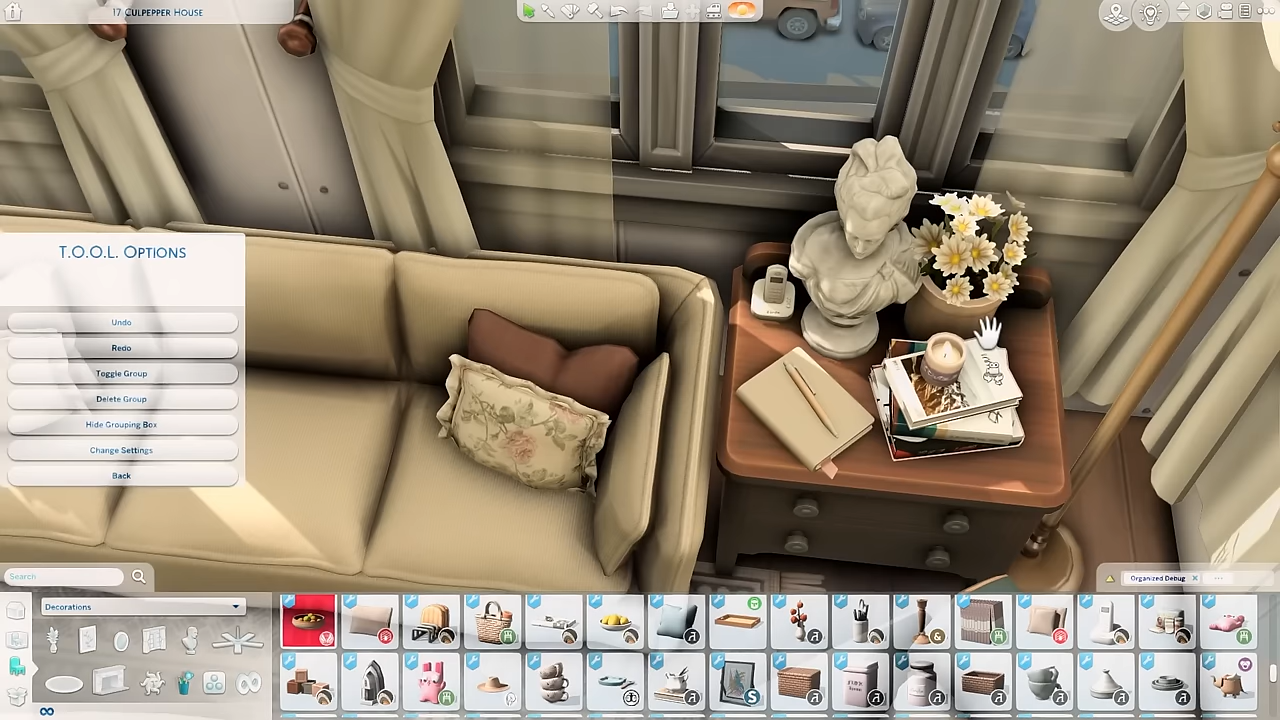 17 Culpepper House
T.O.O.L. Options
Undo
Redo
Toggle Group
Delete Group
Hide Grouping Box
Change Settings
Back
Search
Organized Debug
Decorations